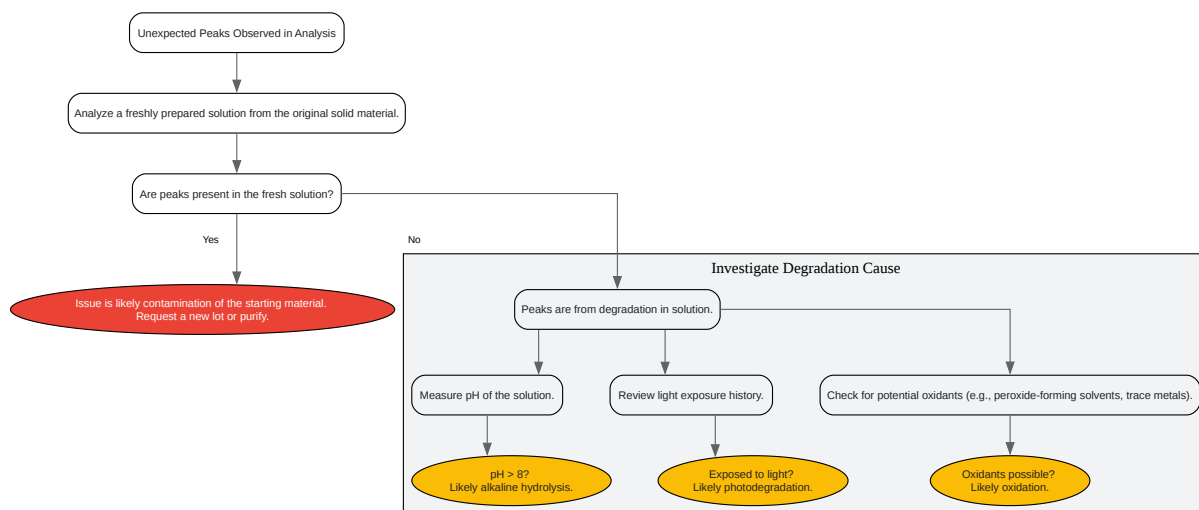 Unexpected Peaks Observed in Analysis
Analyze a freshly prepared solution from the original solid material.
Are peaks present in the fresh solution?
Yes
No
Issue is likely contamination of the starting material.
Request a new lot or purify.
Investigate Degradation Cause
Peaks are from degradation in solution.
Measure pH of the solution.
Review light exposure history.
Check for potential oxidants (e.g., peroxide-forming solvents, trace metals).
pH > 8?
Likely alkaline hydrolysis.
Exposed to light?
Likely photodegradation.
Oxidants possible?
Likely oxidation.